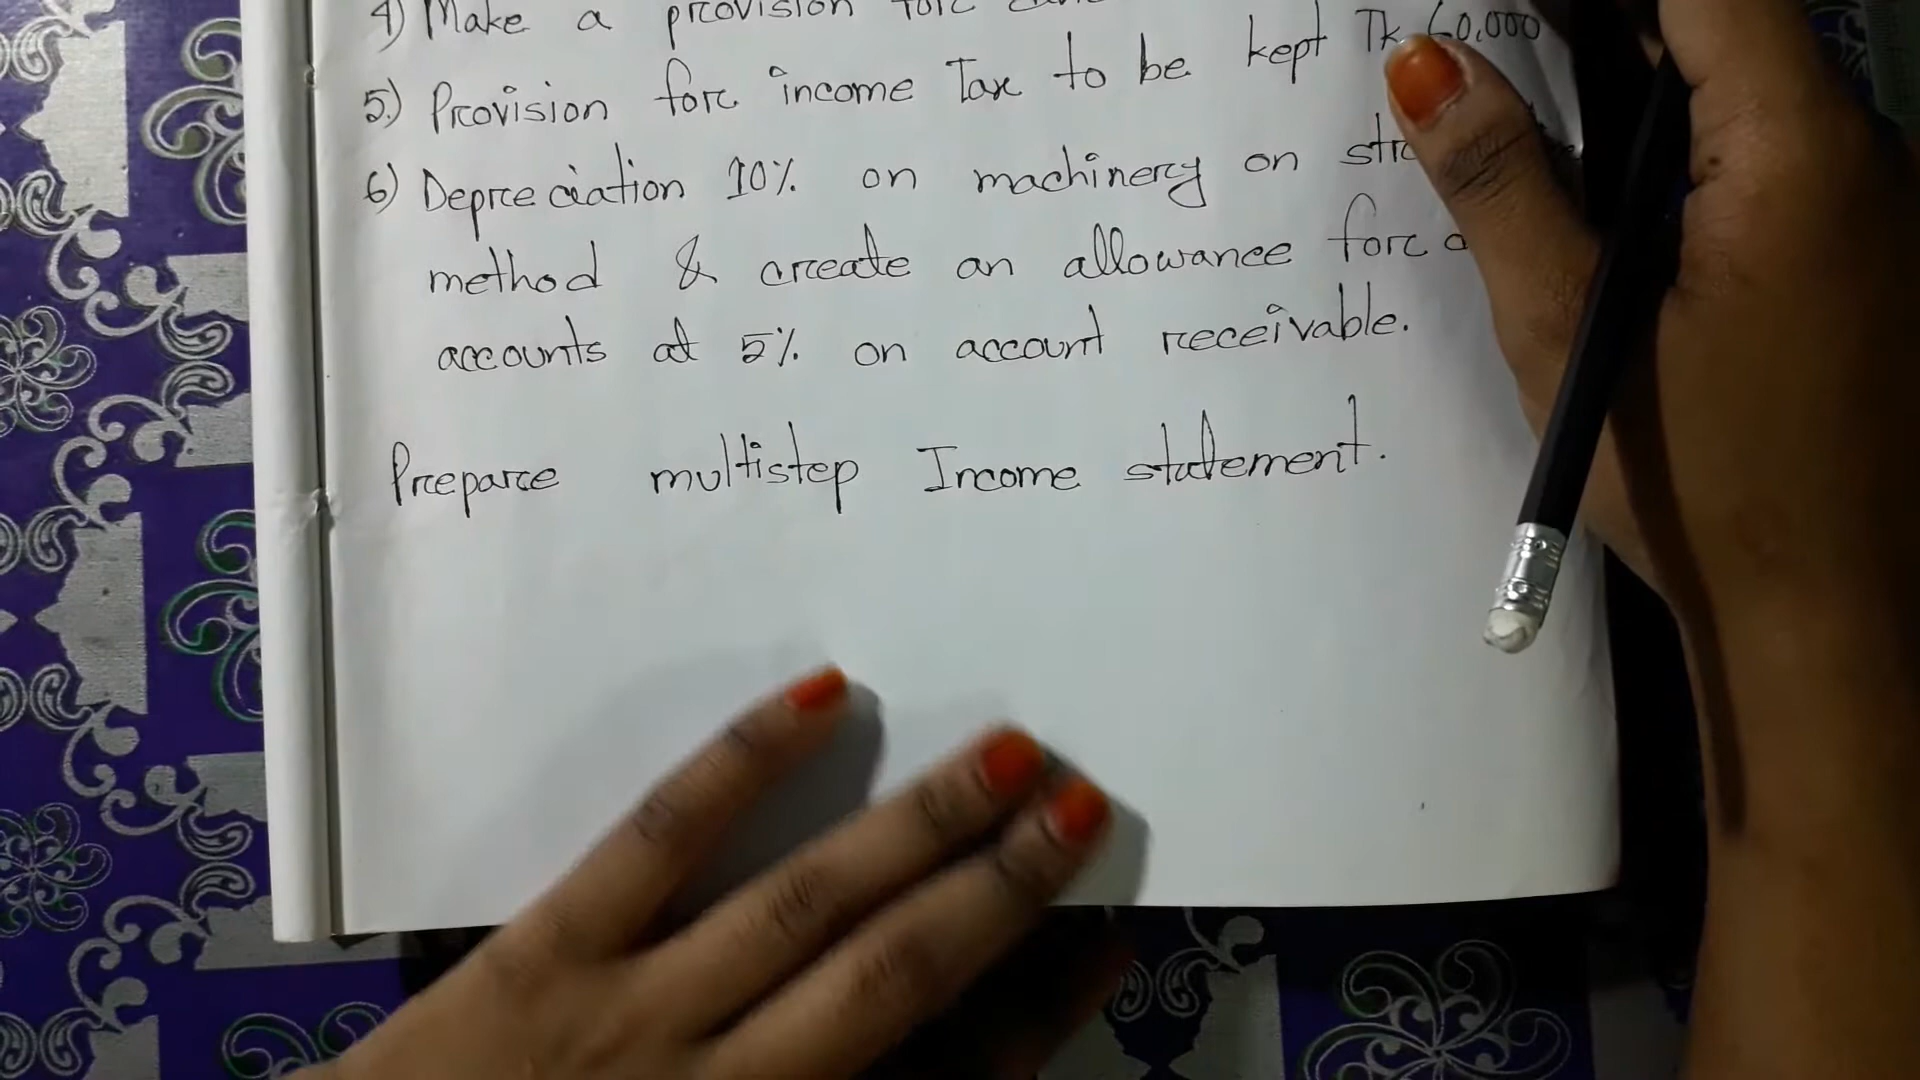 4) Make a provision for
5.) Provision for income Tax to be kept Tk 60,000
6) Depreciation 10% on machinery on
method & create an allowance for
accounts at 5% on account receivable.
Prepare multistep Income statement.